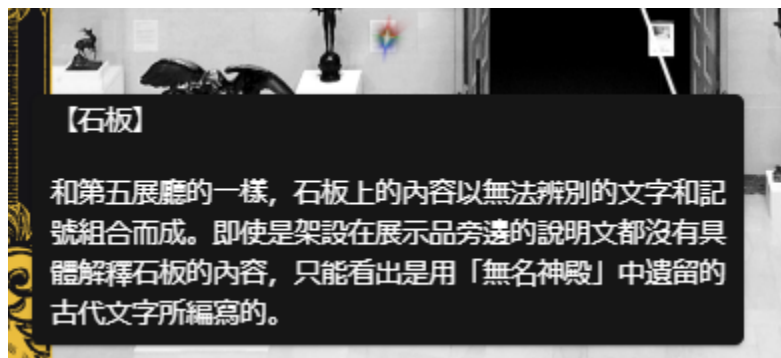 【石板】
和第五展廳的一樣，石板上的內容以無法辨別的文字和記
號組合而成。即使是架設在展示品旁邊的說明文都沒有具
體解釋石板的內容，只能看出是用「無名神殿」中遺留的
古代文字所編寫的。